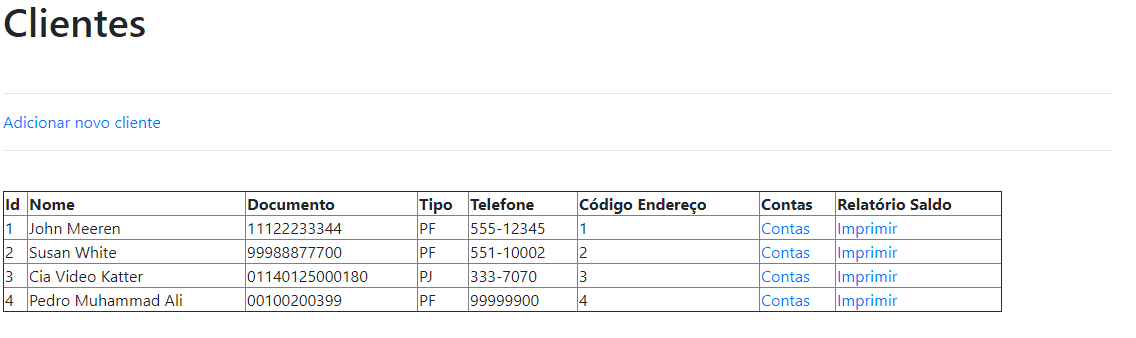 Clientes
Adicionar novo cliente
Id Nome Documento Tipo Telefone Código Endereço Contas Relatório Saldo
1 John Meeren 11122233344 PF 555-12345 1 Contas Imprimir
2 Susan White 99988877700 PF 551-10002 2 Contas Imprimir
3 Cia Video Katter 01140125000180 PJ 333-7070 3 Contas Imprimir
4 Pedro Muhammad Ali 00100200399 PF 99999900 4 Contas Imprimir